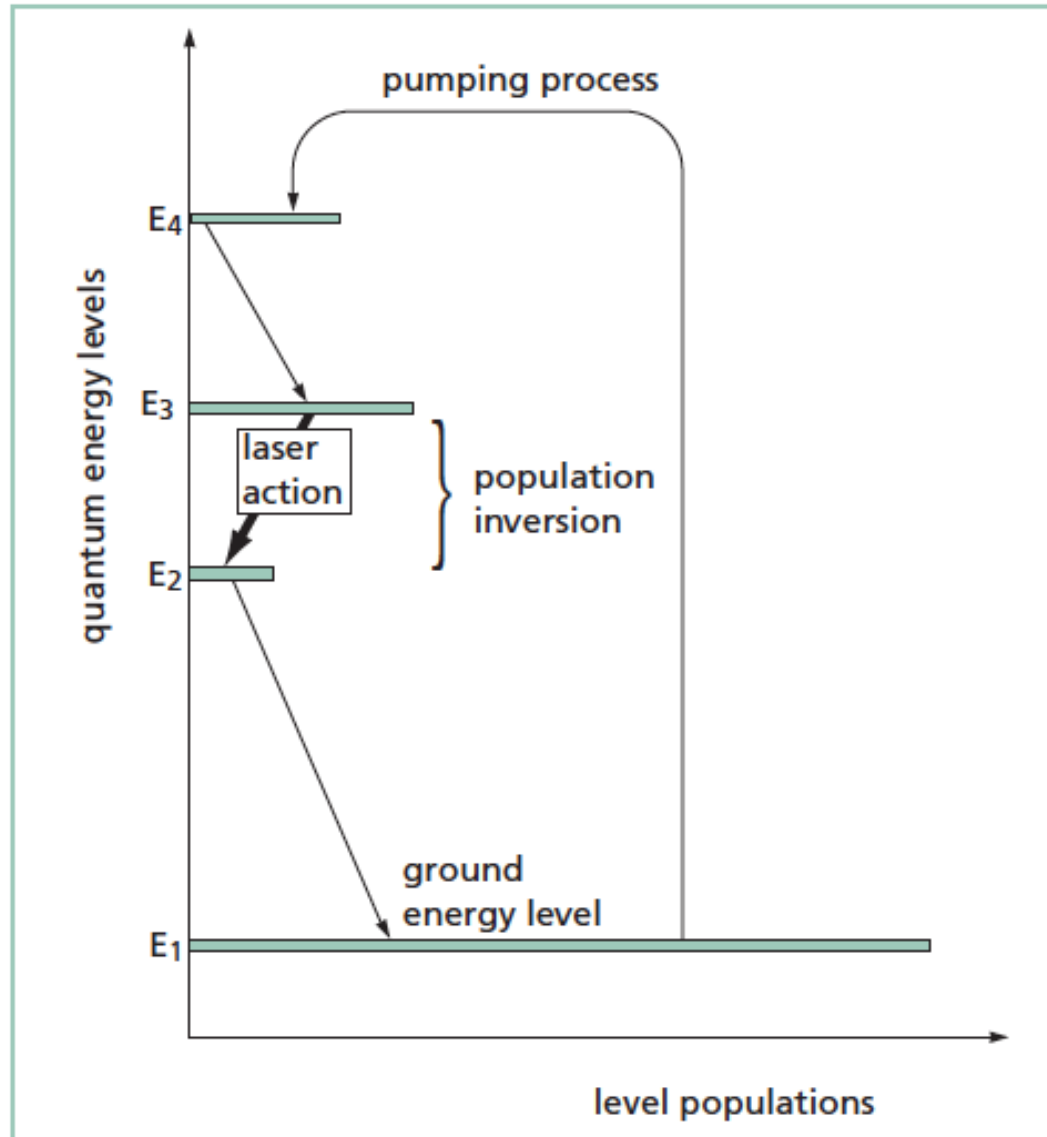 pumping process
E4
quantum energy levels
E3
laser
action
population
inversion
E2
ground
energy level
E1
level populations